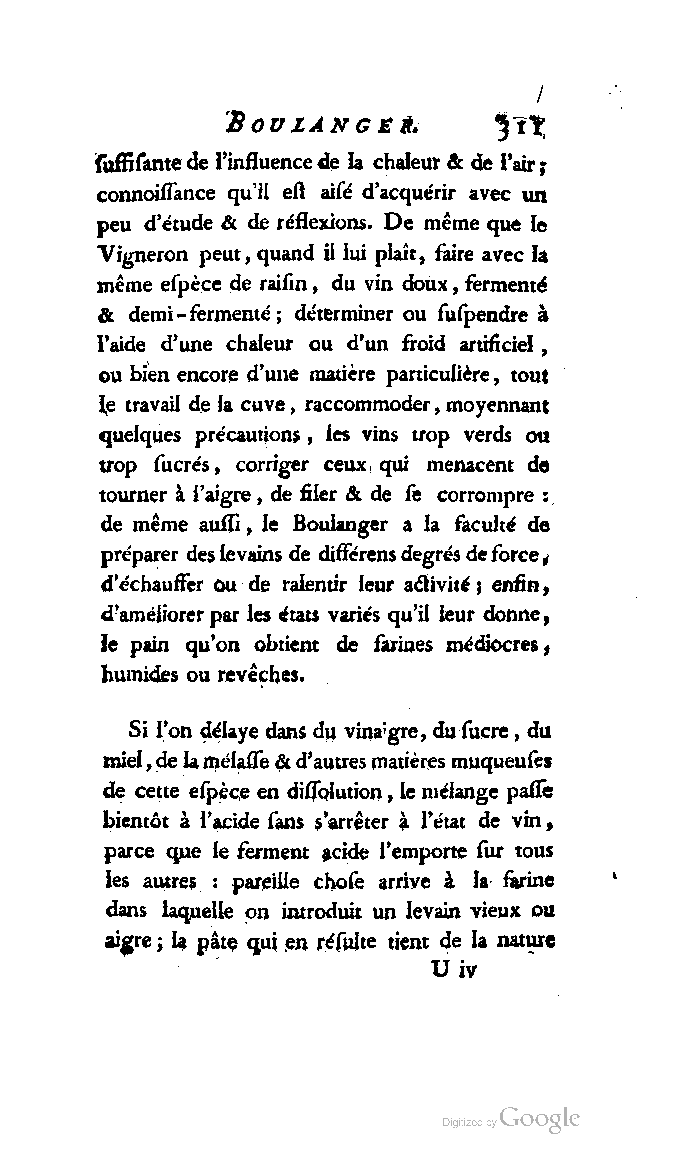 BOULANGER. 311
ſuffiſante de l'influence de la chaleur & de l'air;
connoiſſance qu'il eſt aiſé d'acquérir avec un
peu d'étude & de réflexions. De même que le
Vigneron peut, quand il lui plaît, faire avec la
même eſpèce de raiſin, du vin doux, fermenté
& demi-fermenté; déterminer ou ſuſpendre à
l'aide d'une chaleur ou d'un froid artificiel,
ou bien encore d'une matière particulière, tout
le travail de la cuve, raccommoder, moyennant
quelques précautions, les vins trop verds ou
trop ſucrés, corriger ceux qui menacent de
tourner à l'aigre, de filer & de ſe corrompre:
de même auſſi, le Boulanger a la faculté de
préparer des levains de différens degrés de force,
d'échauffer ou de ralentir leur activité; enfin,
d'améliorer par les états variés qu'il leur donne,
le pain qu'on obtient de farines médiocres,
humides ou revêches.
Si l'on délaye dans du vinaigre, du ſucre, du
miel, de la mélaſſe & d'autres matières muqueuſes
de cette eſpèce en diſſolution, le mélange paſſe
bientôt à l'acide ſans s'arrêter à l'état de vin,
parce que le ferment acide l'emporte ſur tous
les autres : pareille choſe arrive à la farine
dans laquelle on introduit un levain vieux ou
aigre; la pâte qui en réſulte tient de la nature
U iv
Digitized by Google